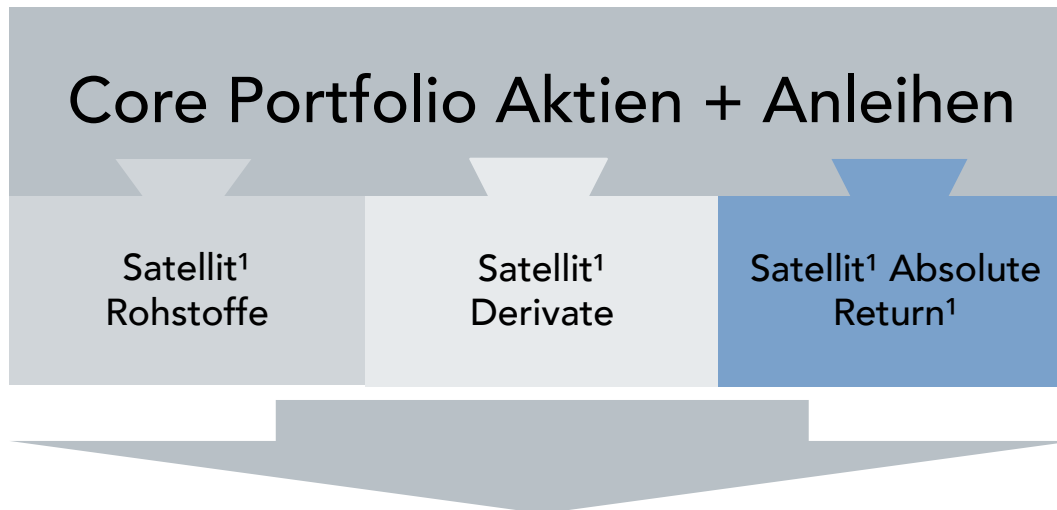 Core Portfolio Aktien + Anleihen
Satellit¹
Rohstoffe
Satellit¹
Derivate
Satellit¹ Absolute
Return¹